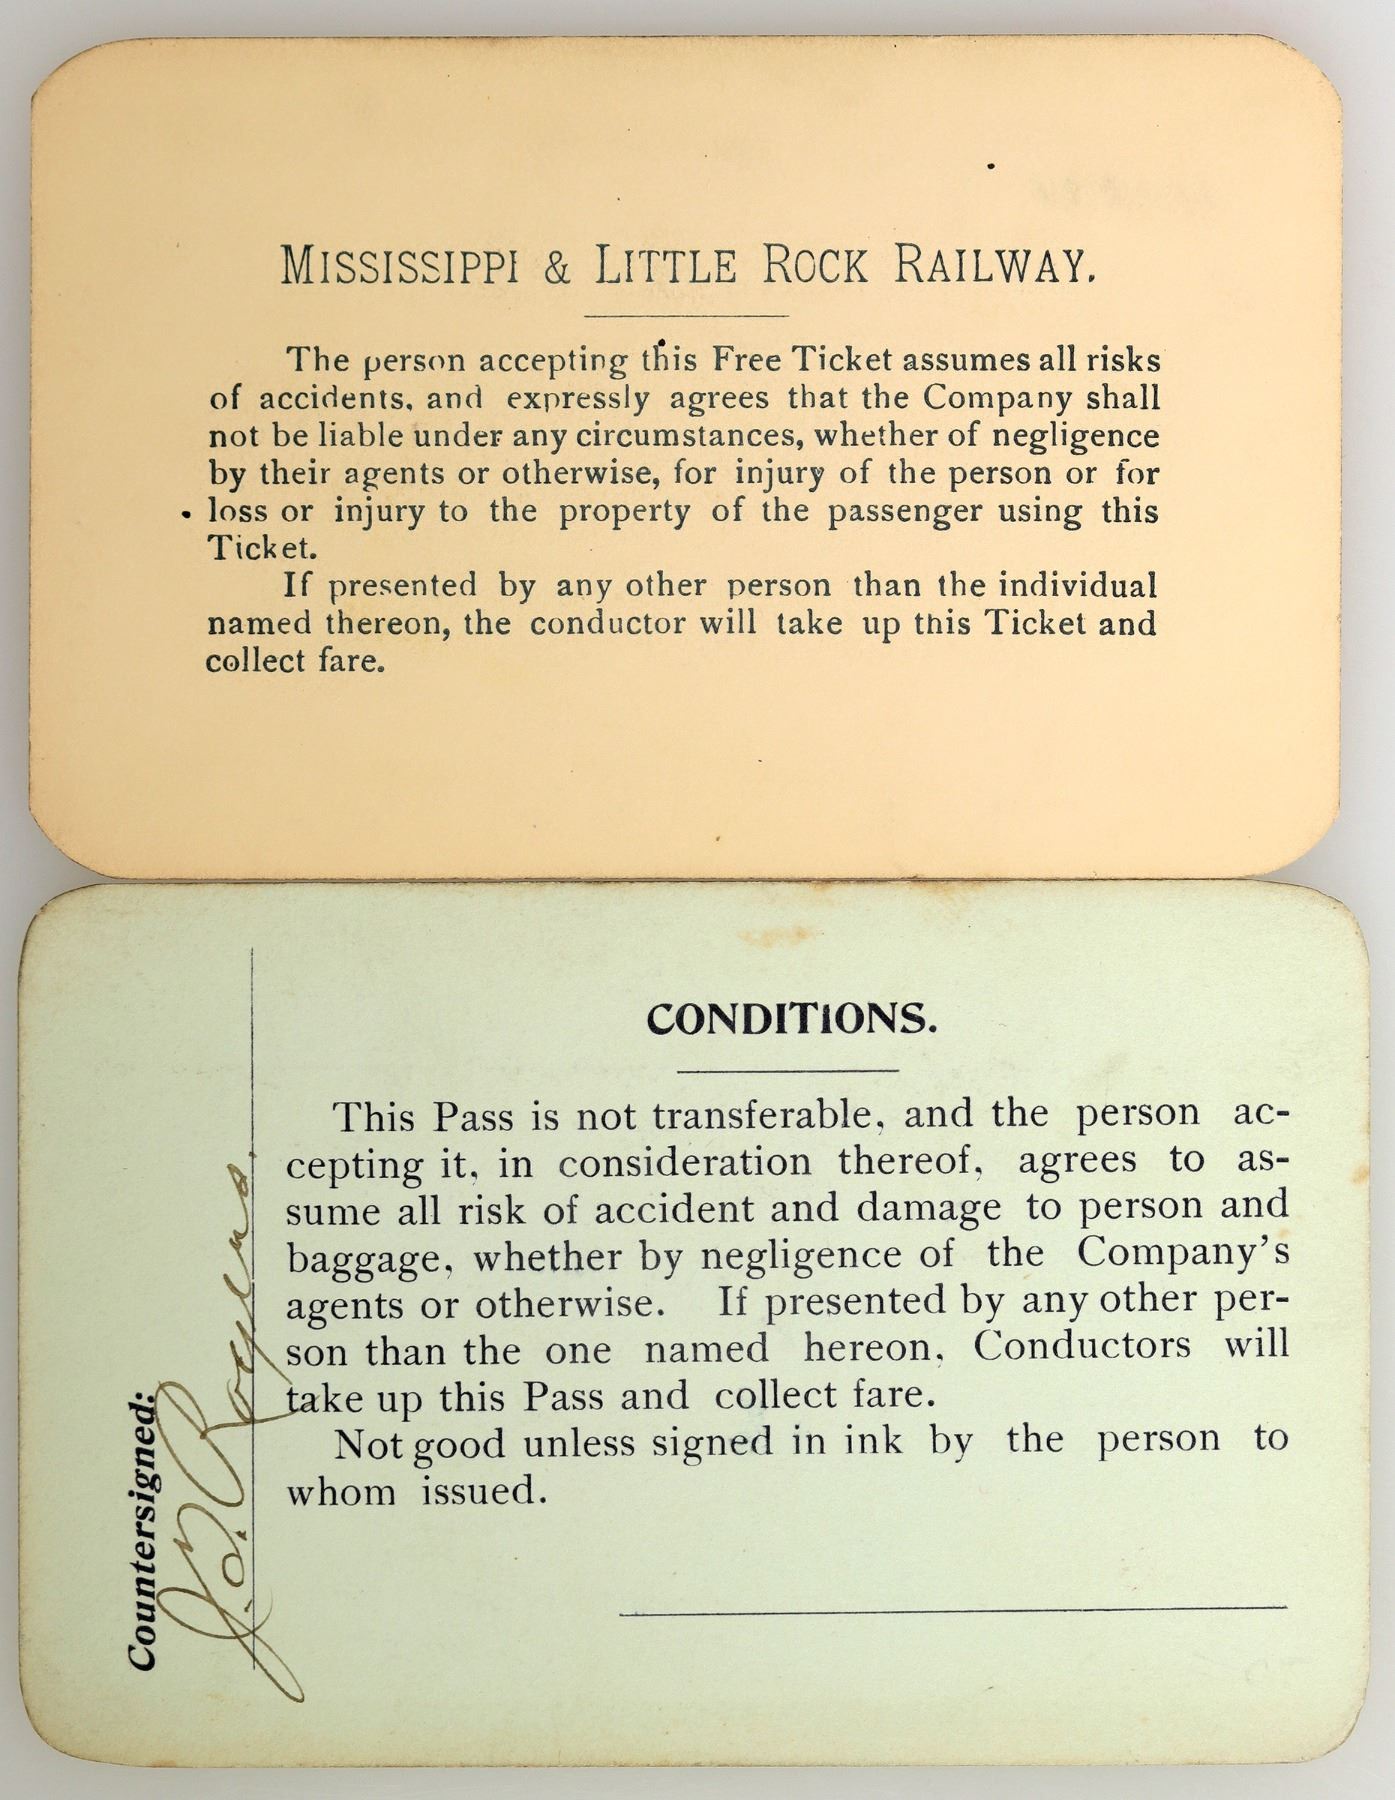 MISSISSIPPI & LITTLE ROCK RAILWAY.
The person accepting this Free Ticket assumes all risks
of accidents, and expressly agrees that the Company shall
not be liable under any circumstances, whether of negligence
by their agents or otherwise, for injury of the person or for
loss or injury to the property of the passenger using this
Ticket.
If presented by any other person than the individual
named thereon, the conductor will take up this Ticket and
collect fare.
CONDITIONS.
This Pass is not transferable, and the person ac-
cepting it, in consideration thereof, agrees to as-
sume all risk of accident and damage to person and
baggage, whether by negligence of the Company's
agents or otherwise. If presented by any other per-
son than the one named hereon, Conductors will
take up this Pass and collect fare.
Not good unless signed in ink by the person to
whom issued.
Countersigned:
J. D. Rogers.